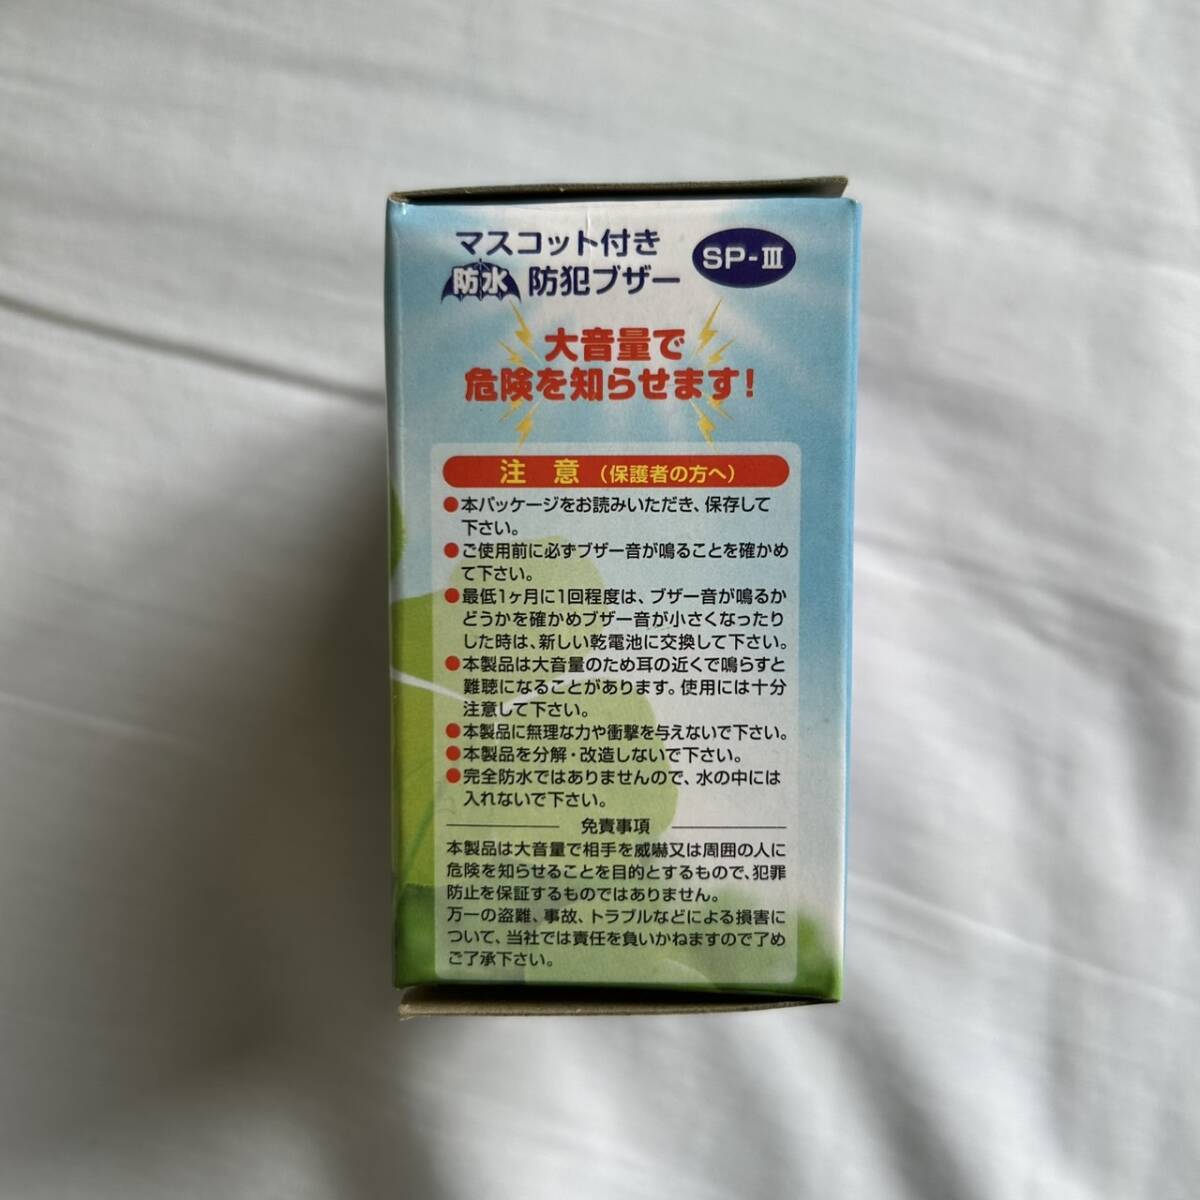 マスコット付き
防水 防犯ブザー SP-Ⅲ
大音量で
危険を知らせます!
注意(保護者の方へ)
●本パッケージをお読みいただき、保存して
下さい。
●ご使用前に必ずブザー音が鳴ることを確かめ
て下さい。
●最低1ヶ月に1回程度は、ブザー音が鳴るか
どうかを確かめブザー音が小さくなったり
した時は、新しい乾電池に交換して下さい。
●本製品は大音量のため耳の近くで鳴らすと
難聴になることがあります。使用には十分
注意して下さい。
●本製品に無理な力や衝撃を与えないで下さい。
●本製品を分解・改造しないで下さい。
●完全防水ではありませんので、水の中には
入れないで下さい。
免責事項
本製品は大音量で相手を威嚇又は周囲の人に
危険を知らせることを目的とするもので、犯罪
防止を保証するものではありません。
万一の盗難、事故、トラブルなどによる損害に
ついて、当社では責任を負いかねますので了め
ご了承下さい。